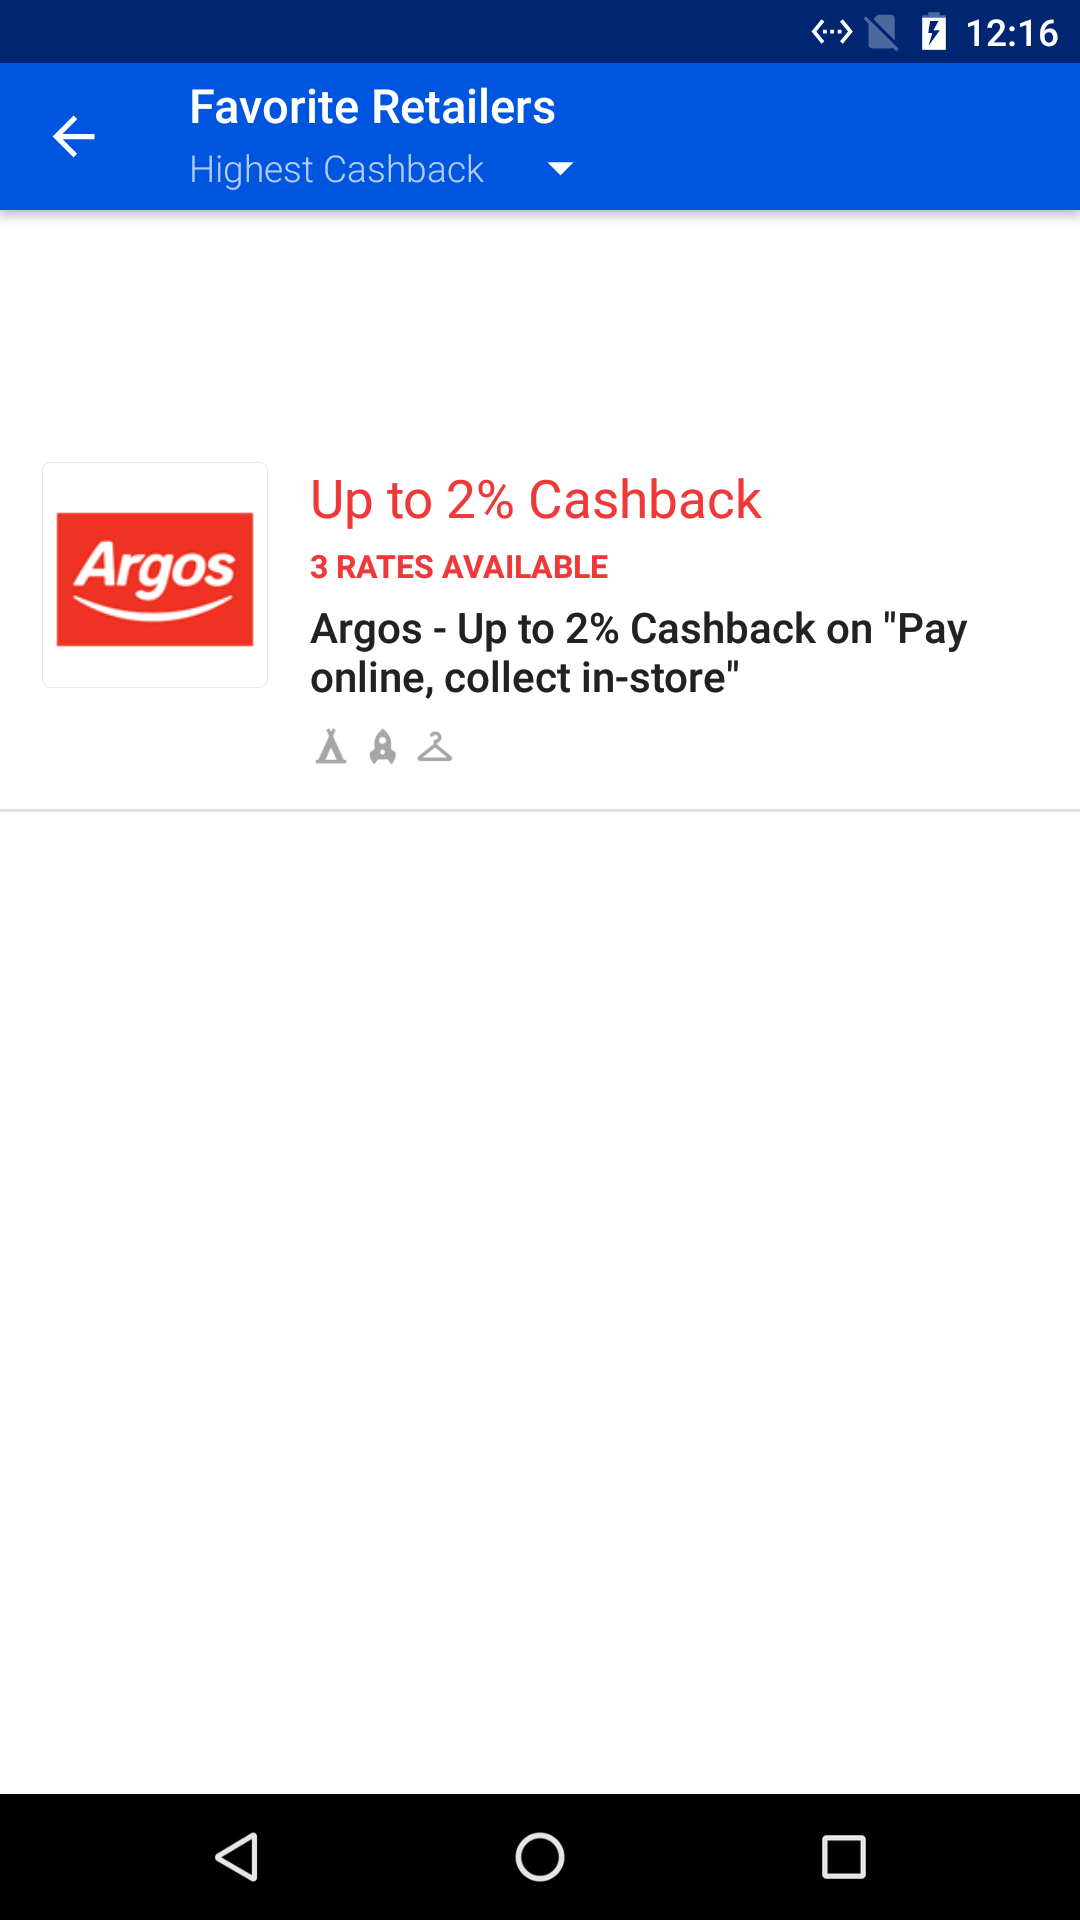 12:16
Favorite Retailers
Highest Cashback
Argos
Up to 2% Cashback
3 RATES AVAILABLE
Argos - Up to 2% Cashback on "Pay
online, collect in-store"